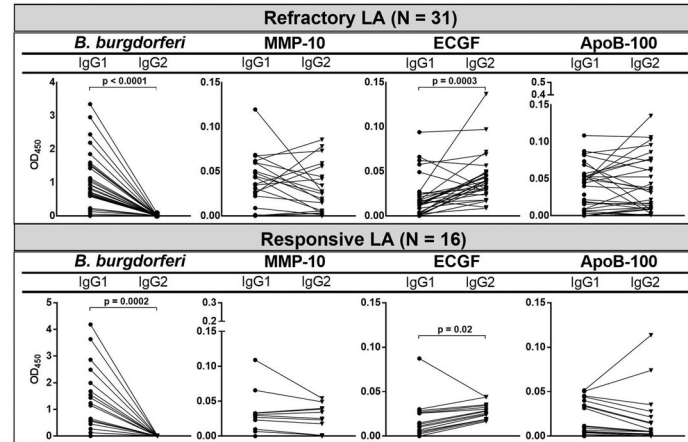 Refractory LA (N = 31)
B. burgdorferi MMP-10 ECGF ApoB-100
IgG1 IgG2 IgG1 IgG2 IgG1 IgG2 IgG1 IgG2
p < 0.0001 p = 0.0003
OD450
4 3 2 1 0
0.15 0.10 0.05 0.00
0.15 0.10 0.05 0.00
0.5 0.4 0.15 0.10 0.05 0.00
Responsive LA (N = 16)
B. burgdorferi MMP-10 ECGF ApoB-100
IgG1 IgG2 IgG1 IgG2 IgG1 IgG2 IgG1 IgG2
p = 0.0002 p = 0.02
OD450
5 4 3 2 1 0
0.3 0.2 0.15 0.10 0.05 0.00
0.15 0.10 0.05 0.00
0.15 0.10 0.05 0.00